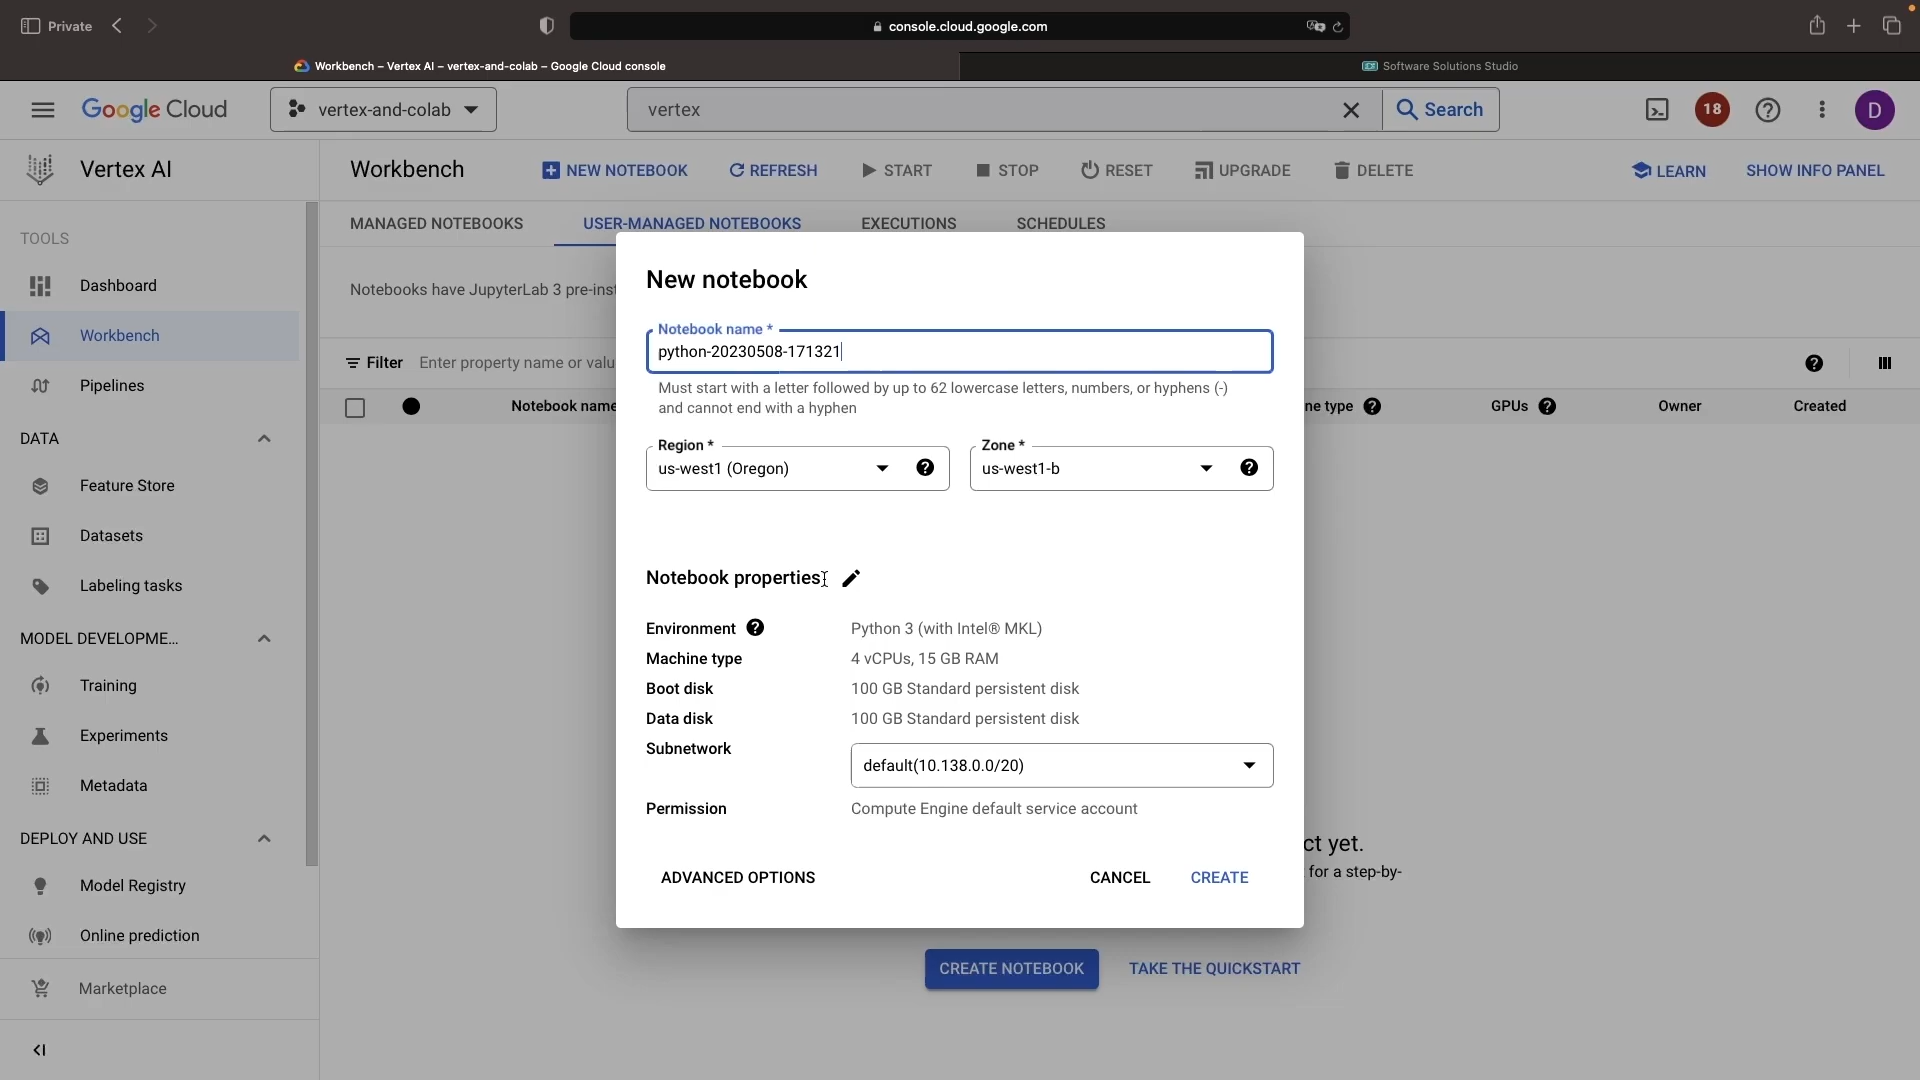 Private
console.cloud.google.com
Workbench – Vertex AI – vertex-and-colab – Google Cloud console
Software Solutions Studio
Google Cloud
vertex-and-colab
vertex
Search
18
D
Vertex AI
Workbench
NEW NOTEBOOK
REFRESH
START
STOP
RESET
UPGRADE
DELETE
LEARN
SHOW INFO PANEL
MANAGED NOTEBOOKS
USER-MANAGED NOTEBOOKS
EXECUTIONS
SCHEDULES
TOOLS
Dashboard
Workbench
Pipelines
DATA
Feature Store
Datasets
Labeling tasks
MODEL DEVELOPME...
Training
Experiments
Metadata
DEPLOY AND USE
Model Registry
Online prediction
Marketplace
Notebooks have JupyterLab 3 pre-inst
Filter
Enter property name or valu
Notebook name
ne type
GPUs
Owner
Created
New notebook
Notebook name *
python-20230508-171321
Must start with a letter followed by up to 62 lowercase letters, numbers, or hyphens (-)
and cannot end with a hyphen
Region *
us-west1 (Oregon)
Zone *
us-west1-b
Notebook properties
Environment
Python 3 (with Intel® MKL)
Machine type
4 vCPUs, 15 GB RAM
Boot disk
100 GB Standard persistent disk
Data disk
100 GB Standard persistent disk
Subnetwork
default(10.138.0.0/20)
Permission
Compute Engine default service account
ADVANCED OPTIONS
CANCEL
CREATE
ct yet.
for a step-by-
CREATE NOTEBOOK
TAKE THE QUICKSTART